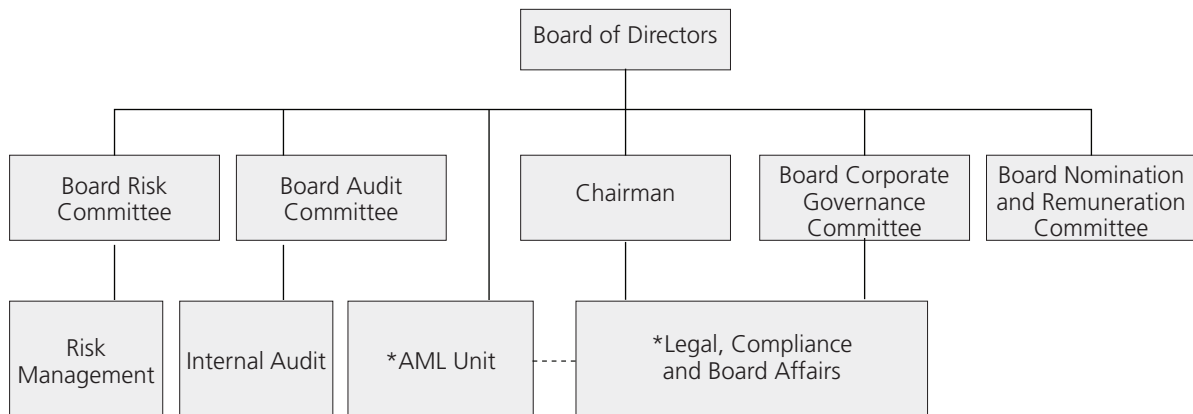 Board of Directors
Board Risk
Committee
Board Audit
Committee
Chairman
Board Corporate
Governance
Committee
Board Nomination
and Remuneration
Committee
Risk
Management
Internal Audit
*AML Unit
*Legal, Compliance
and Board Affairs